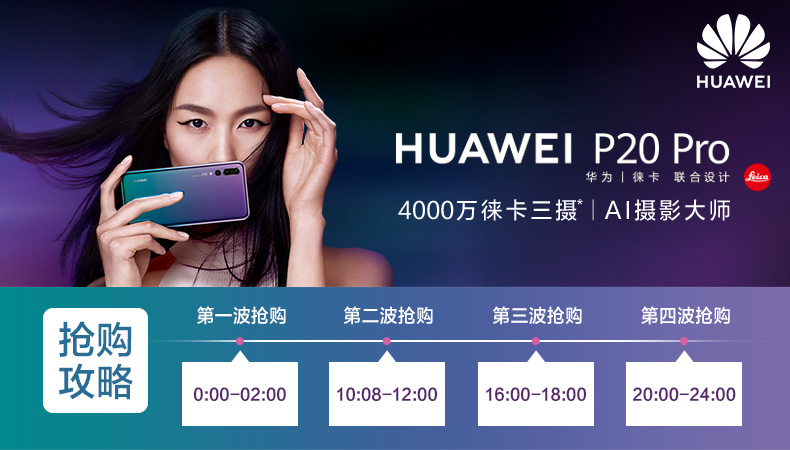 HUAWEI
HUAWEI P20 Pro
华为 | 徕卡 联合设计
Leica
4000万徕卡三摄* | AI摄影大师
抢购
攻略
第一波抢购
第二波抢购
第三波抢购
第四波抢购
0:00-02:00
10:08-12:00
16:00-18:00
20:00-24:00